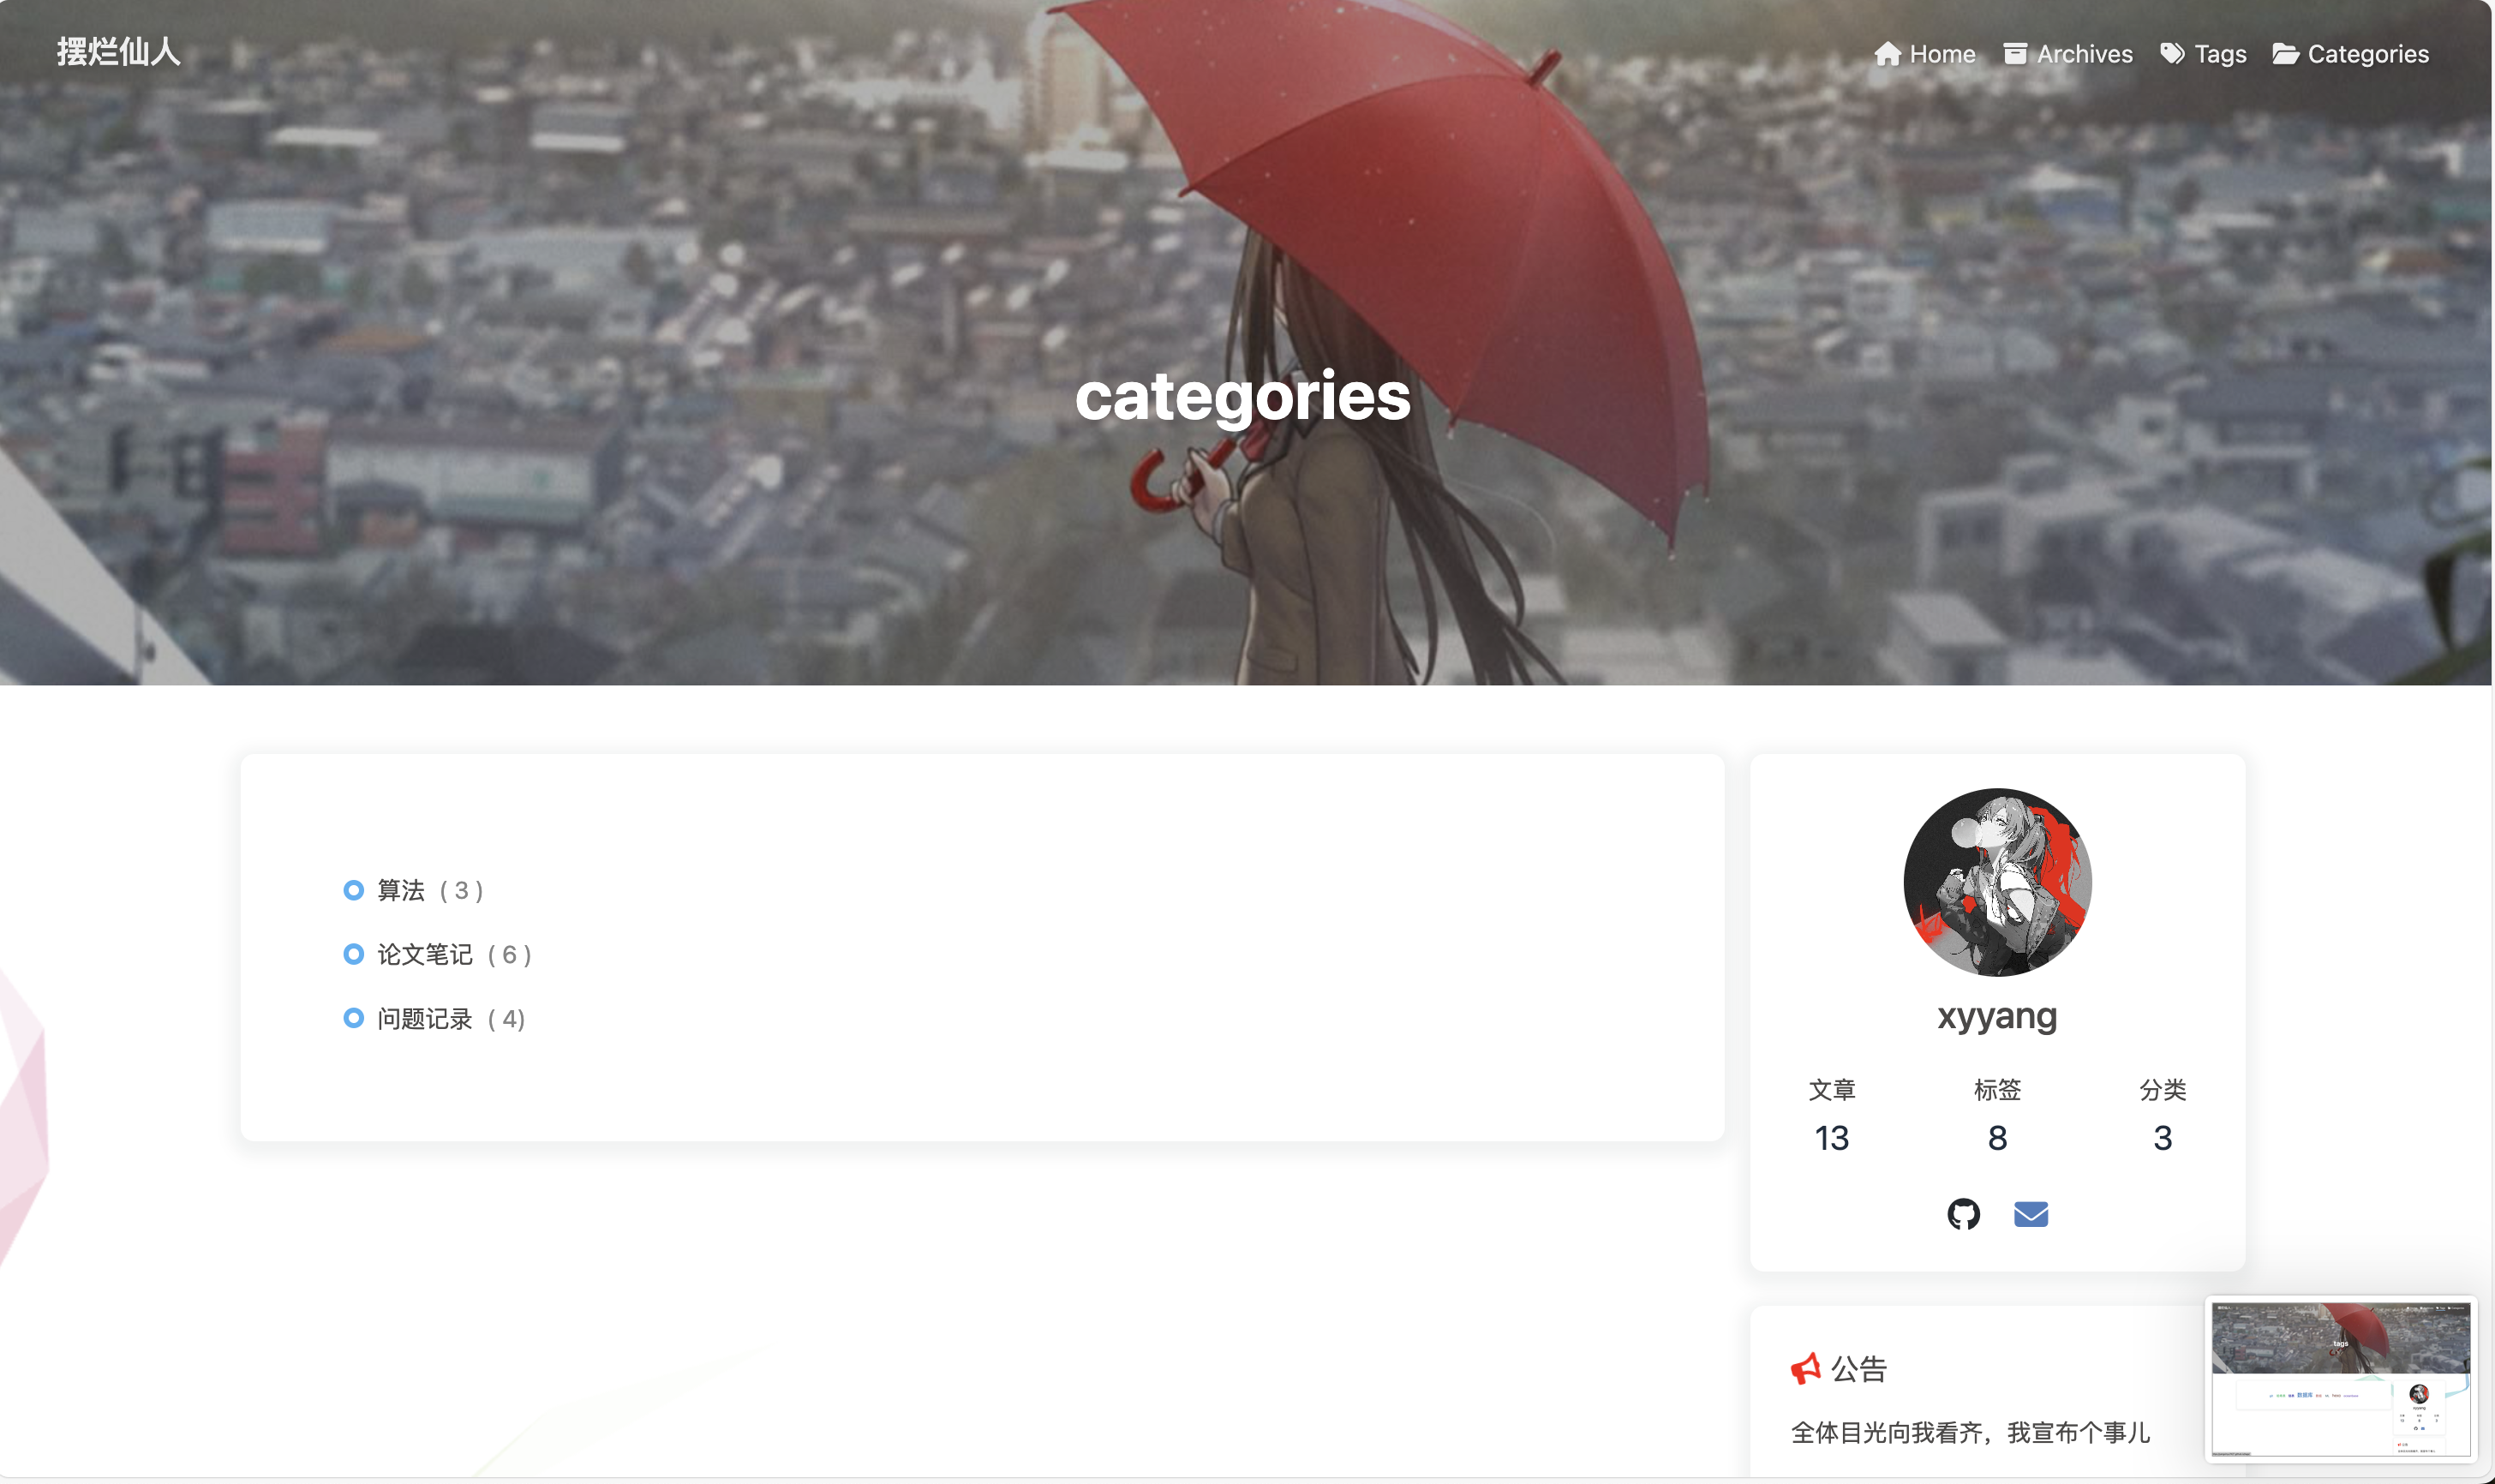 摆烂仙人
Home Archives Tags Categories
categories
算法 ( 3 )
论文笔记 ( 6 )
问题记录 ( 4)
xyyang
文章 标签 分类
13 8 3
公告
全体目光向我看齐，我宣布个事儿
tags